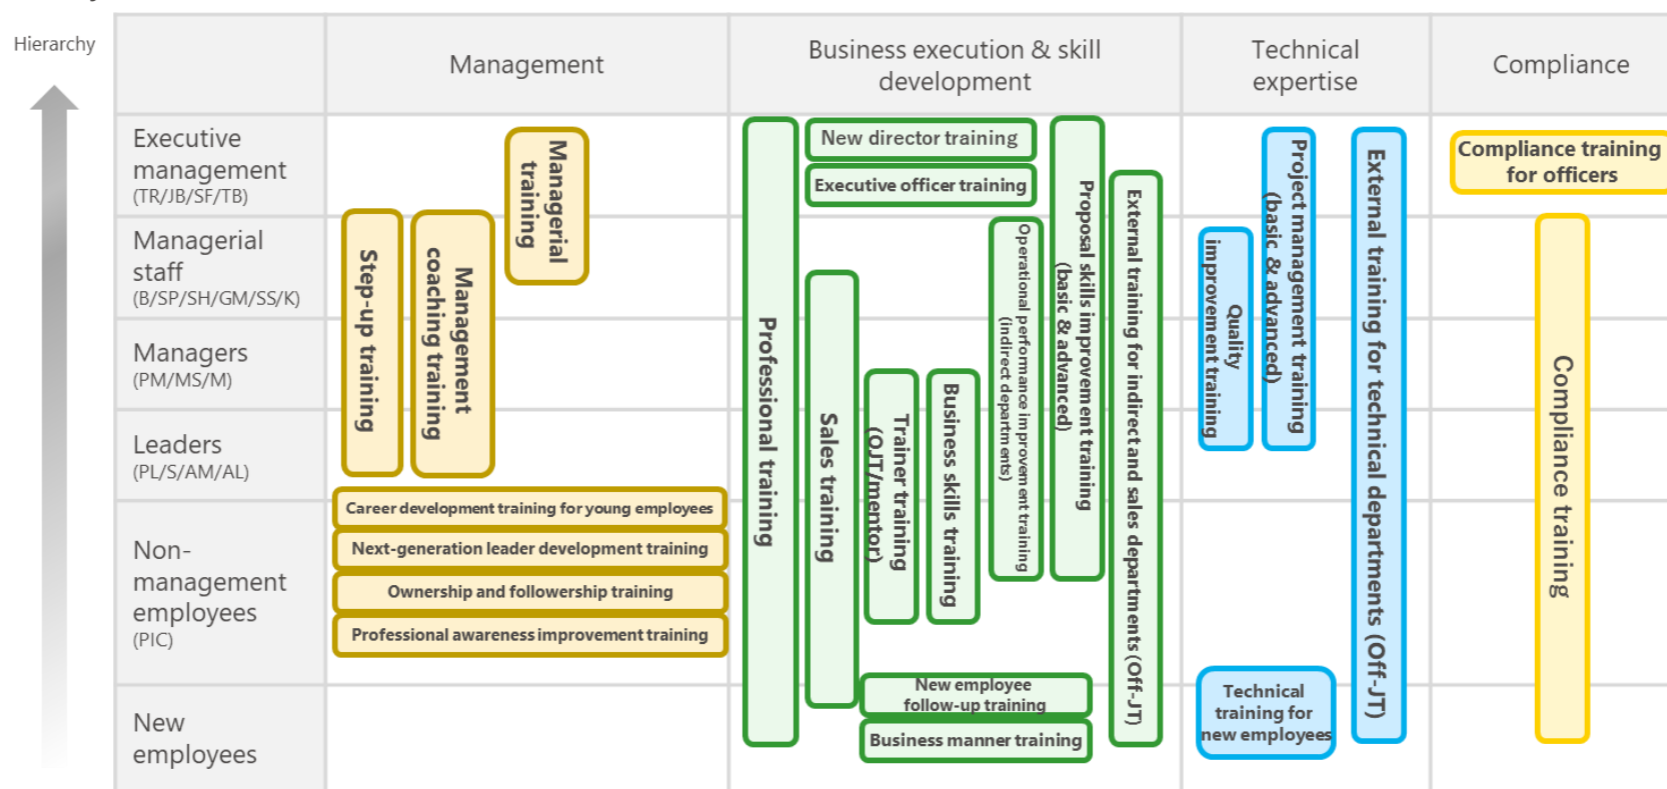 Hierarchy
Management
Business execution & skill
development
Technical
expertise
Compliance
Executive
management
(TR/JB/SF/TB)
Managerial
staff
(B/SP/SH/GM/SS/K)
Managers
(PM/MS/M)
Leaders
(PL/S/AM/AL)
Non-
management
employees
(PIC)
New
employees
Step-up training
Management
coaching training
Managerial
training
Career development training for young employees
Next-generation leader development training
Ownership and followership training
Professional awareness improvement training
Professional training
New director training
Executive officer training
Sales training
Trainer training
(OJT/mentor)
Business skills training
Operational performance improvement training
(indirect departments)
Proposal skills improvement training
(basic & advanced)
External training for indirect and sales departments (Off-JT)
New employee
follow-up training
Business manner training
Quality
improvement training
Project management training
(basic & advanced)
External training for technical departments (Off-JT)
Technical
training for
new employees
Compliance training
for officers
Compliance training